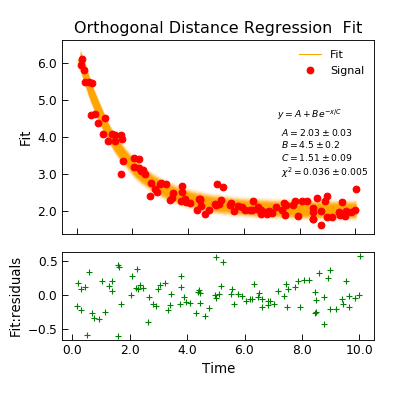 Orthogonal Distance Regression  Fit
Fit
Signal
6.0
5.0
4.0
3.0
2.0
Fit
y = A + Be^{-x/C}
A = 2.03 ± 0.03
B = 4.5 ± 0.2
C = 1.51 ± 0.09
χ² = 0.036 ± 0.005
0.5
0.0
−0.5
Fit:residuals
0.0 2.0 4.0 6.0 8.0 10.0
Time